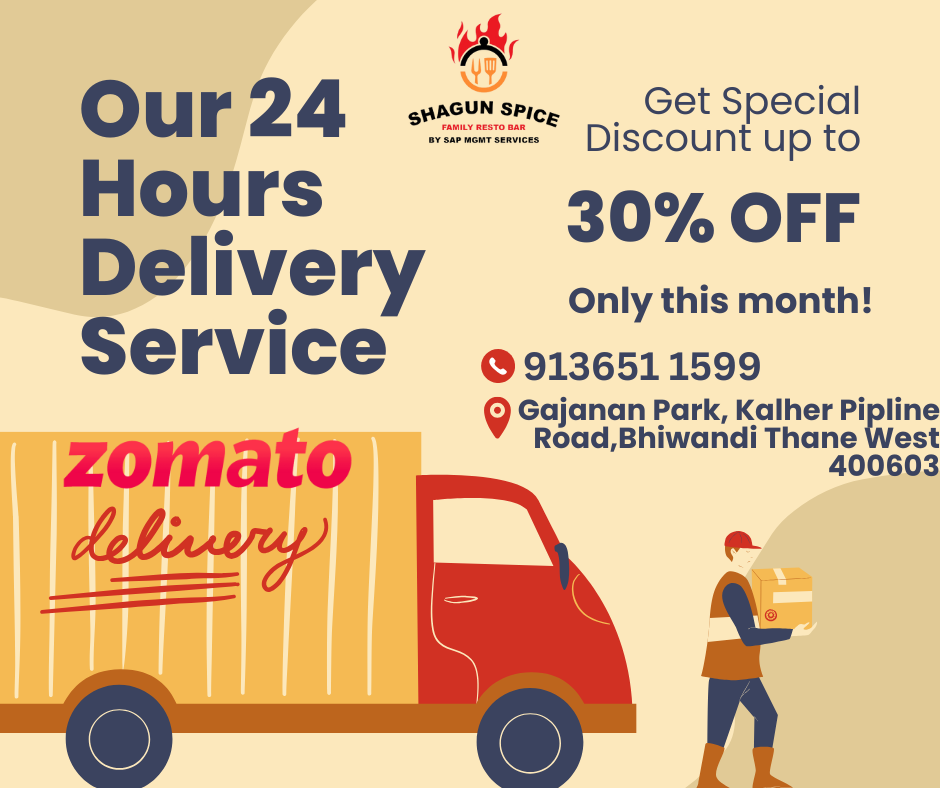 SHAGUN SPICE
FAMILY RESTO BAR
BY SAP MGMT SERVICES
Our 24
Hours
Delivery
Service
Get Special
Discount up to
30% OFF
Only this month!
913651 1599
Gajanan Park, Kalher Pipline
Road,Bhiwandi Thane West
400603
zomato
delivery